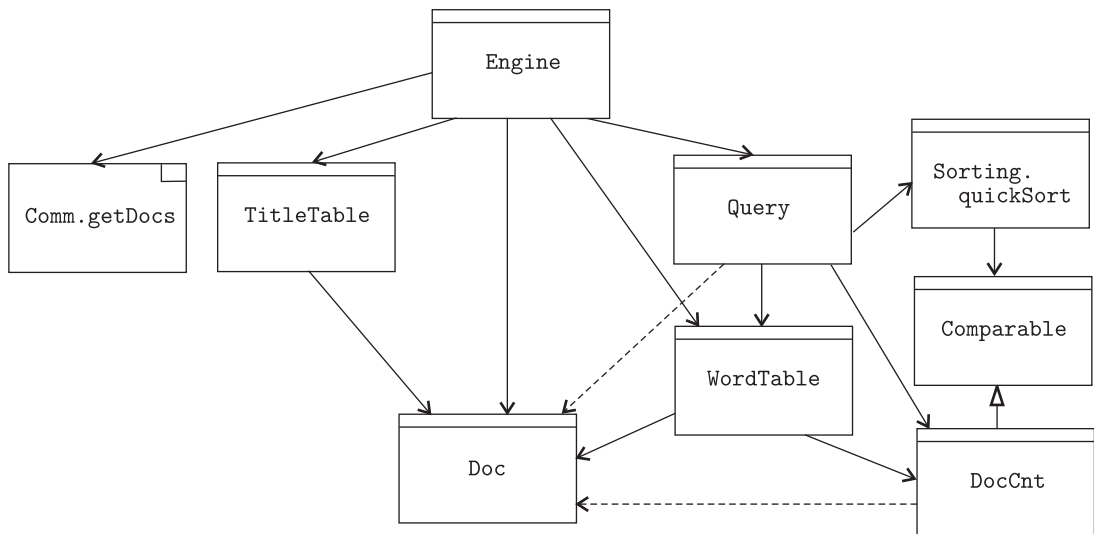 Engine
Comm.getDocs
TitleTable
Query
Sorting.
quickSort
Comparable
WordTable
Doc
DocCnt